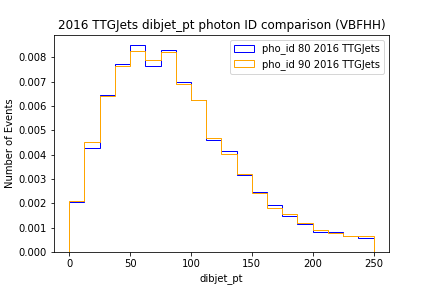 2016 TTGJets dibjet_pt photon ID comparison (VBFHH)
pho_id 80 2016 TTGJets
pho_id 90 2016 TTGJets
Number of Events
0.008
0.007
0.006
0.005
0.004
0.003
0.002
0.001
0.000
0 50 100 150 200 250
dibjet_pt